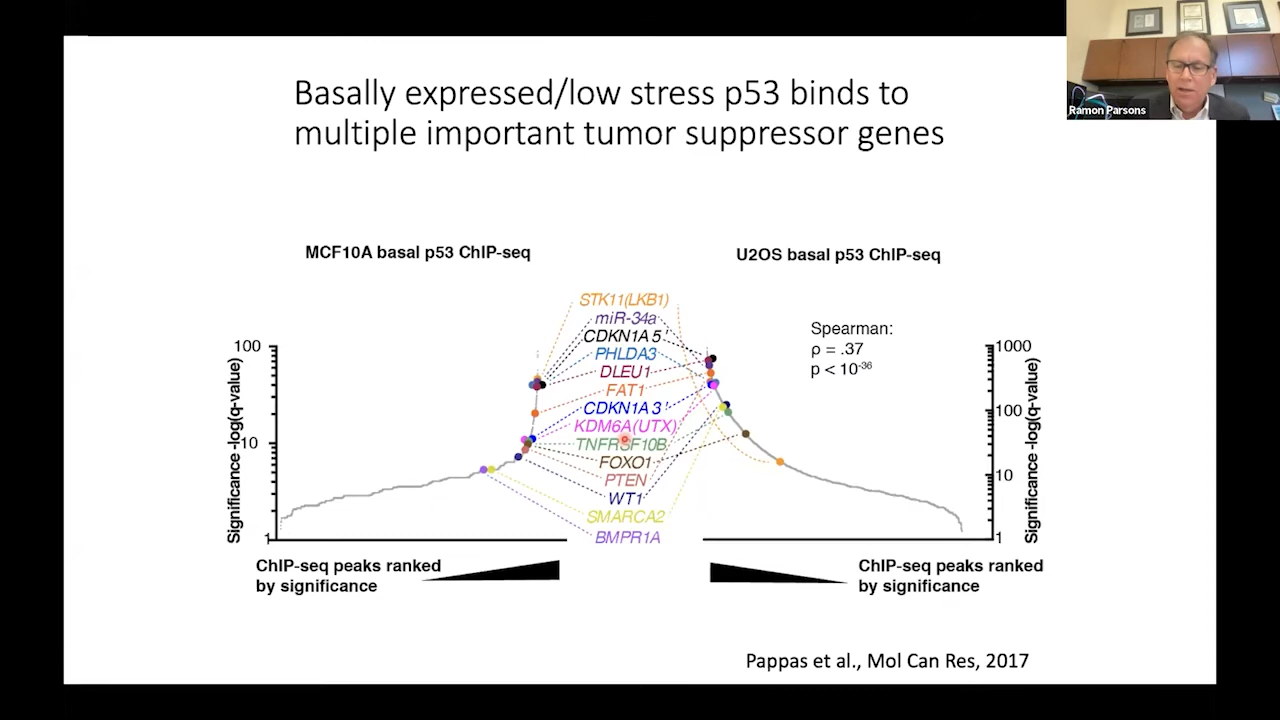 Ramon Parsons
Basally expressed/low stress p53 binds to
multiple important tumor suppressor genes
MCF10A basal p53 ChIP-seq
U2OS basal p53 ChIP-seq
STK11(LKB1)
miR-34a
CDKN1A 5'
PHLDA3
DLEU1
FAT1
CDKN1A 3'
KDM6A(UTX)
TNFRSF10B
FOXO1
PTEN
WT1
SMARCA2
BMPR1A
Spearman:
ρ = .37
p < 10-36
Significance -log(q-value)
100
10
1
1000
100
10
1
Significance -log(q-value)
ChIP-seq peaks ranked
by significance
ChIP-seq peaks ranked
by significance
Pappas et al., Mol Can Res, 2017